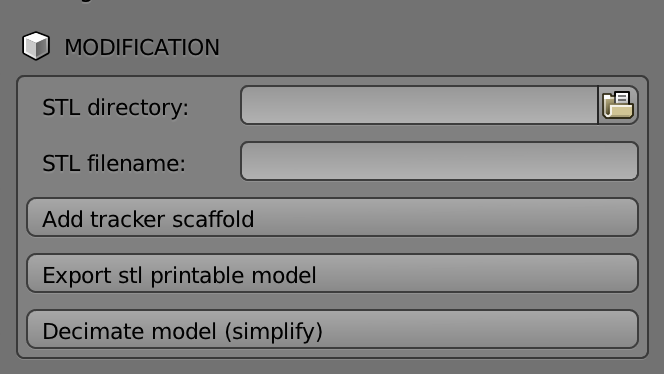 MODIFICATION
STL directory:
STL filename:
Add tracker scaffold
Export stl printable model
Decimate model (simplify)